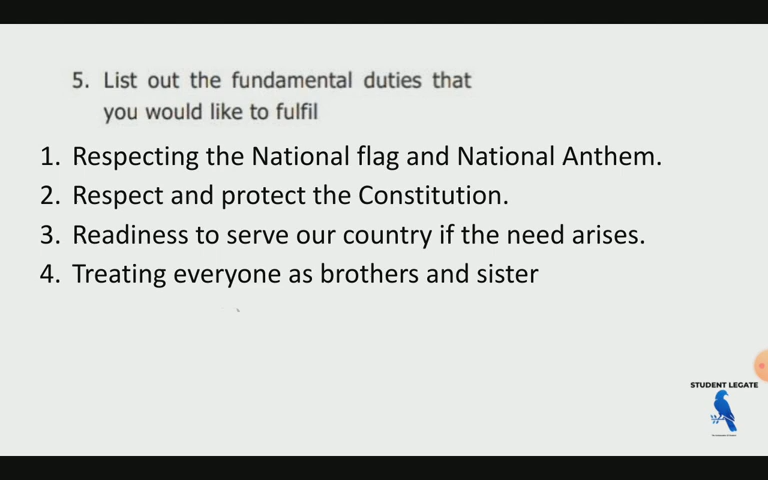 5. List out the fundamental duties that
you would like to fulfil
1. Respecting the National flag and National Anthem.
2. Respect and protect the Constitution.
3. Readiness to serve our country if the need arises.
4. Treating everyone as brothers and sister
STUDENT LEGATE